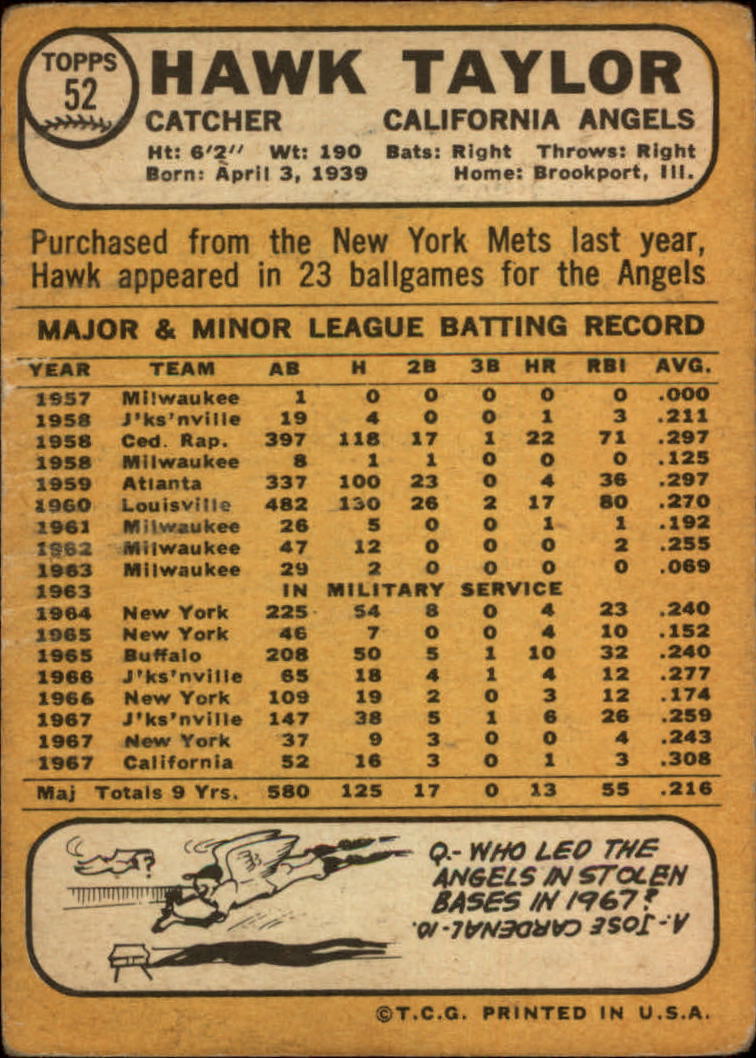 TOPPS
52
HAWK TAYLOR
CATCHER CALIFORNIA ANGELS
Ht: 6'2" Wt: 190 Bats: Right Throws: Right
Born: April 3, 1939 Home: Brookport, Ill.
Purchased from the New York Mets last year,
Hawk appeared in 23 ballgames for the Angels
MAJOR & MINOR LEAGUE BATTING RECORD
YEAR TEAM AB H 2B 3B HR RBI AVG.
1957 Milwaukee 1 0 0 0 0 0 .000
1958 J'ks'nville 19 4 0 0 1 3 .211
1958 Ced. Rap. 397 118 17 1 22 71 .297
1958 Milwaukee 8 1 1 0 0 0 .125
1959 Atlanta 337 100 23 0 4 36 .297
1960 Louisville 482 130 26 2 17 80 .270
1961 Milwaukee 26 5 0 0 1 1 .192
1962 Milwaukee 47 12 0 0 0 2 .255
1963 Milwaukee 29 2 0 0 0 0 .069
1963 IN MILITARY SERVICE
1964 New York 225 54 8 0 4 23 .240
1965 New York 46 7 0 0 4 10 .152
1965 Buffalo 208 50 5 1 10 32 .240
1966 J'ks'nville 65 18 4 1 4 12 .277
1966 New York 109 19 2 0 3 12 .174
1967 J'ks'nville 147 38 5 1 6 26 .259
1967 New York 37 9 3 0 0 4 .243
1967 California 52 16 3 0 1 3 .308
Maj Totals 9 Yrs. 580 125 17 0 13 55 .216
?
Q.- WHO LED THE
ANGELS IN STOLEN
BASES IN 1967?
A- JOSE CARDENAL-10.
©T.C.G. PRINTED IN U.S.A.